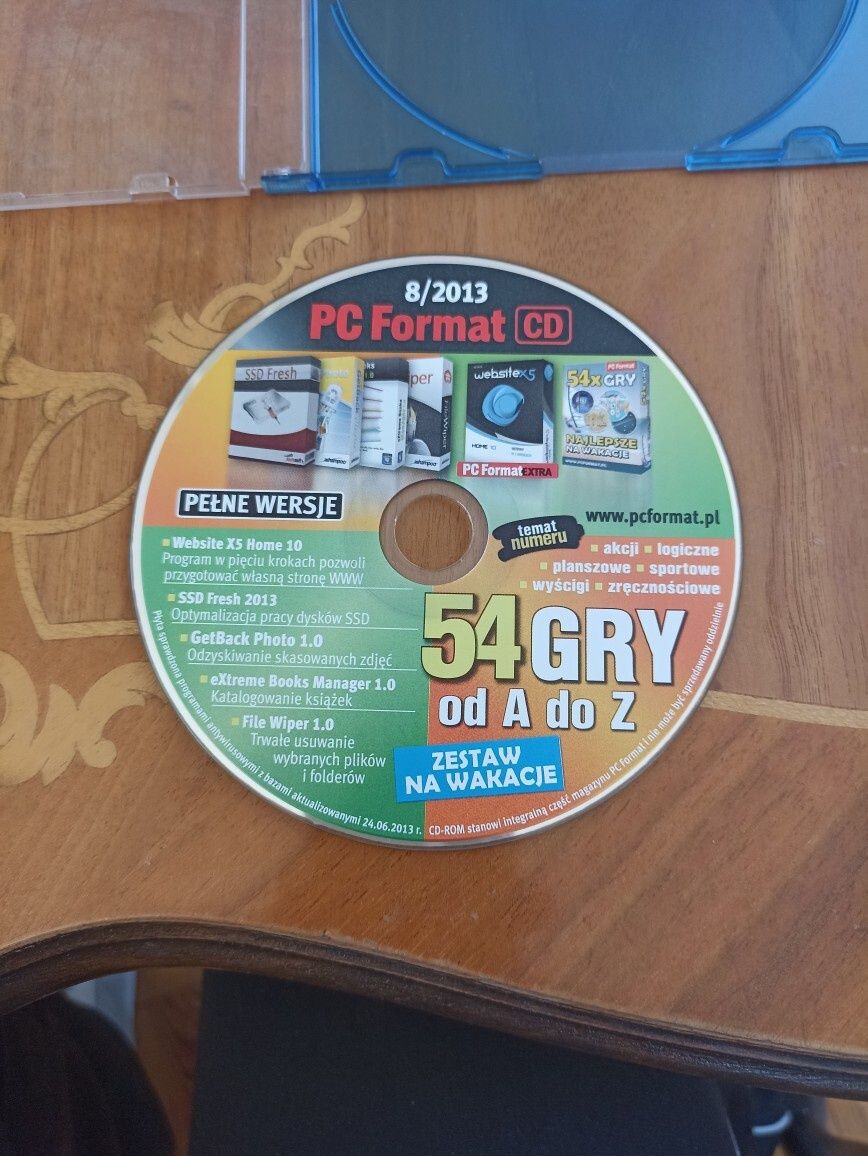 8/2013
PC Format CD
SSD Fresh
websiteX5
HOME 10
PC Format EXTRA
PC Format
54x GRY
NAJLEPSZE
NA WAKACJE
PEŁNE WERSJE
www.pcformat.pl
temat
numeru
akcji ▪ logiczne
planszowe ▪ sportowe
wyścigi ▪ zręcznościowe
Website X5 Home 10
Program w pięciu krokach pozwoli
przygotować własną stronę WWW
SSD Fresh 2013
Optymalizacja pracy dysków SSD
GetBack Photo 1.0
Odzyskiwanie skasowanych zdjęć
eXtreme Books Manager 1.0
Katalogowanie książek
File Wiper 1.0
Trwałe usuwanie
wybranych plików
i folderów
54 GRY
od A do Z
ZESTAW
NA WAKACJE
Płyta sprawdzona programami antywirusowymi z bazami aktualizowanymi 24.06.2013 r. CD-ROM stanowi integralną część magazynu PC Format i nie może być sprzedawany oddzielnie